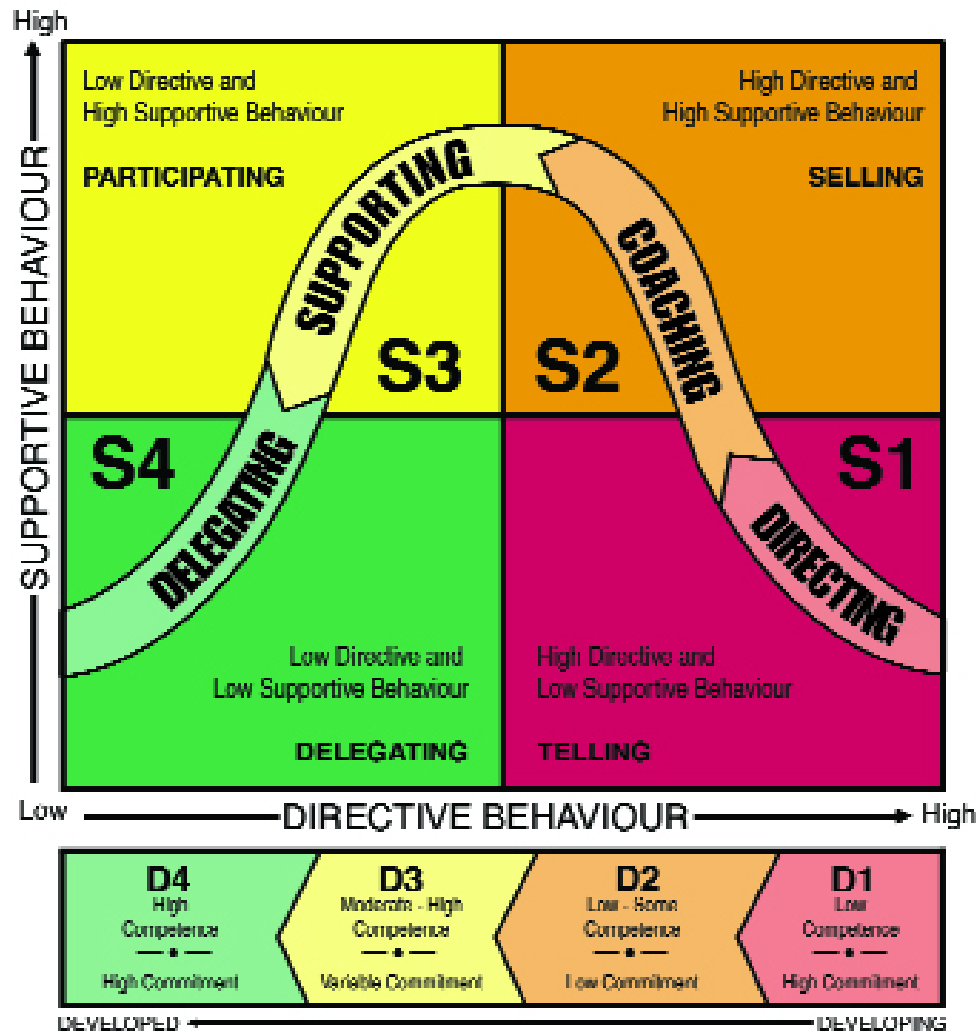 High
Low Directive and
High Supportive Behaviour
PARTICIPATING
High Directive and
High Supportive Behaviour
SELLING
SUPPORTIVE BEHAVIOUR
SUPPORTING
COACHING
S3
S2
S4
S1
DELEGATING
DIRECTING
Low Directive and
Low Supportive Behaviour
DELEGATING
High Directive and
Low Supportive Behaviour
TELLING
Low
DIRECTIVE BEHAVIOUR
High
D4
High
Competence
High Commitment
D3
Moderate - High
Competence
Variable Commitment
D2
Low - Some
Competence
Low Commitment
D1
Low
Competence
High Commitment
DEVELOPED
DEVELOPING